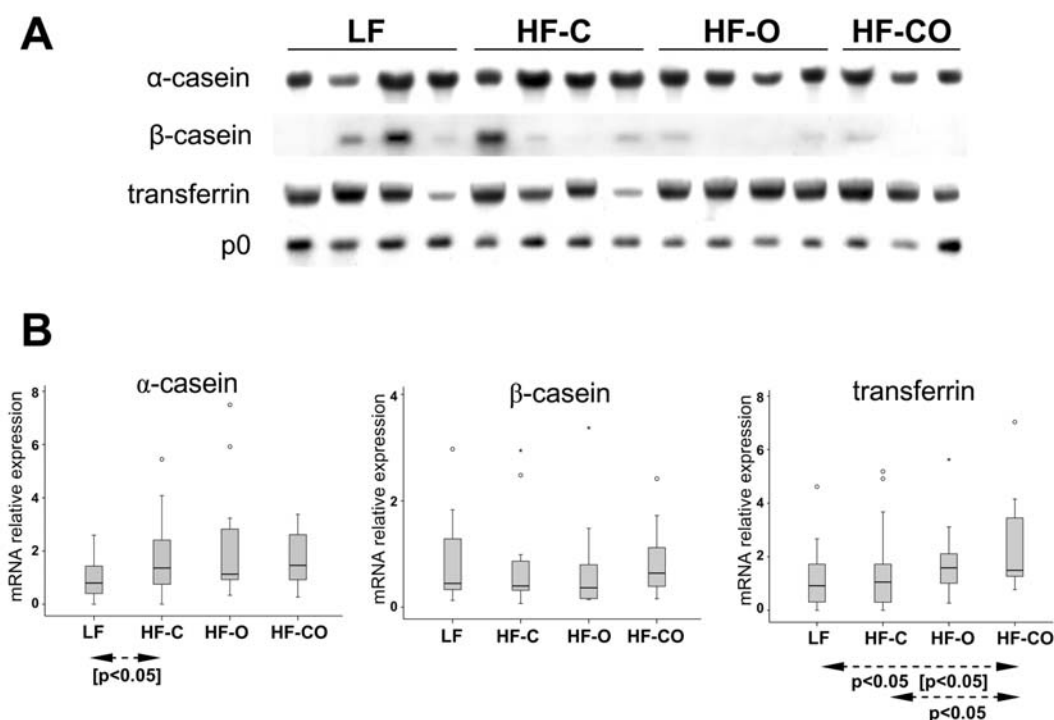 A
LF HF-C HF-O HF-CO
α-casein
β-casein
transferrin
p0
B
α-casein
mRNA relative expression
8
6
4
2
0
LF HF-C HF-O HF-CO
[p<0.05]
β-casein
mRNA relative expression
4
2
0
LF HF-C HF-O HF-CO
transferrin
mRNA relative expression
8
6
4
2
0
LF HF-C HF-O HF-CO
p<0.05 [p<0.05]
p<0.05